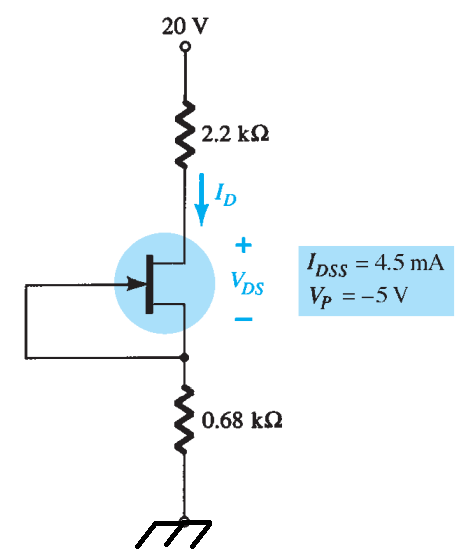 20 V
2.2 kΩ
I_D
+
V_DS
−
I_DSS = 4.5 mA
V_P = −5 V
0.68 kΩ